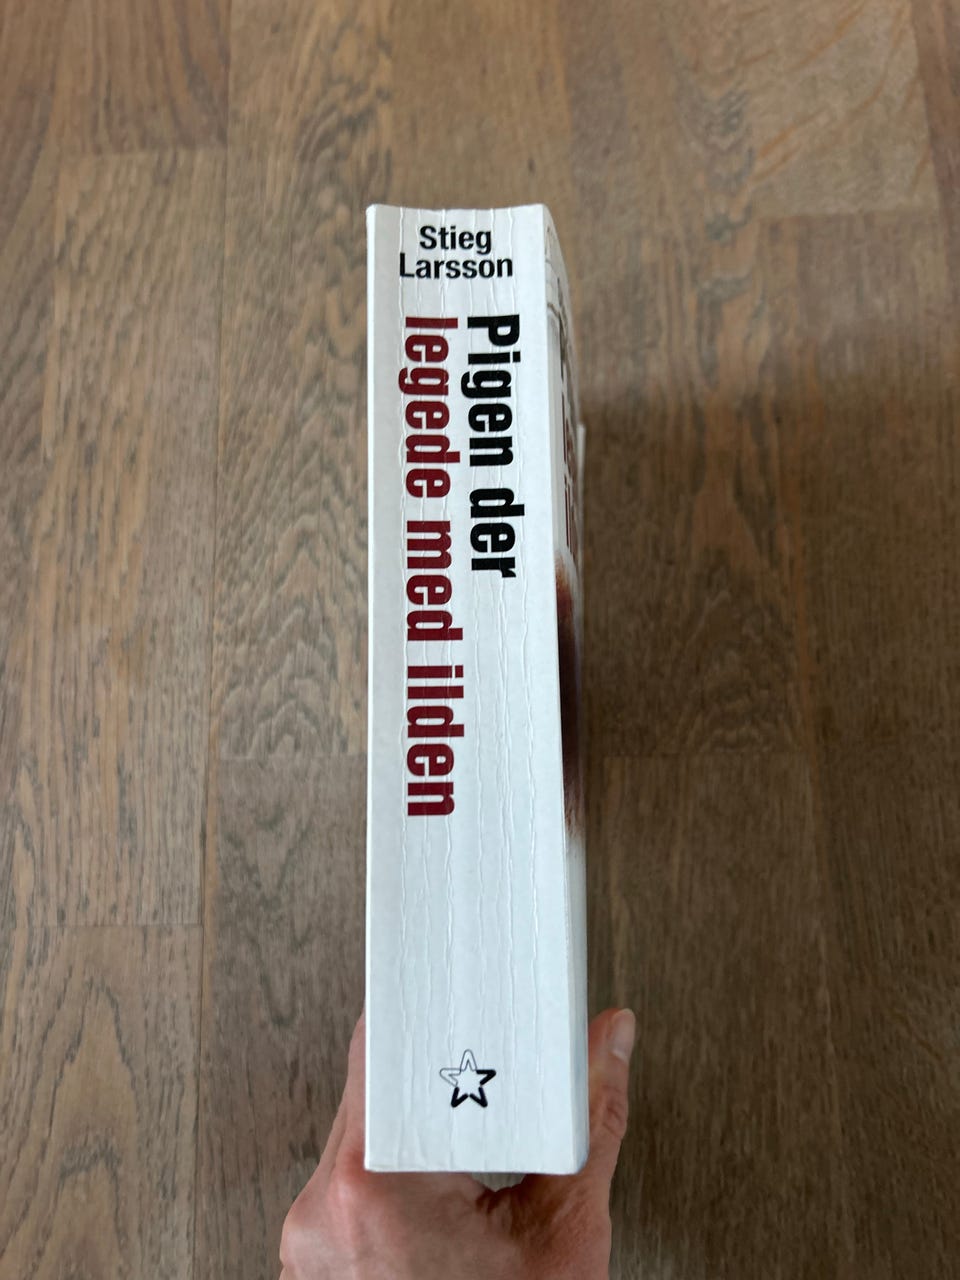 Stieg
Larsson
Pigen der
legede med ilden